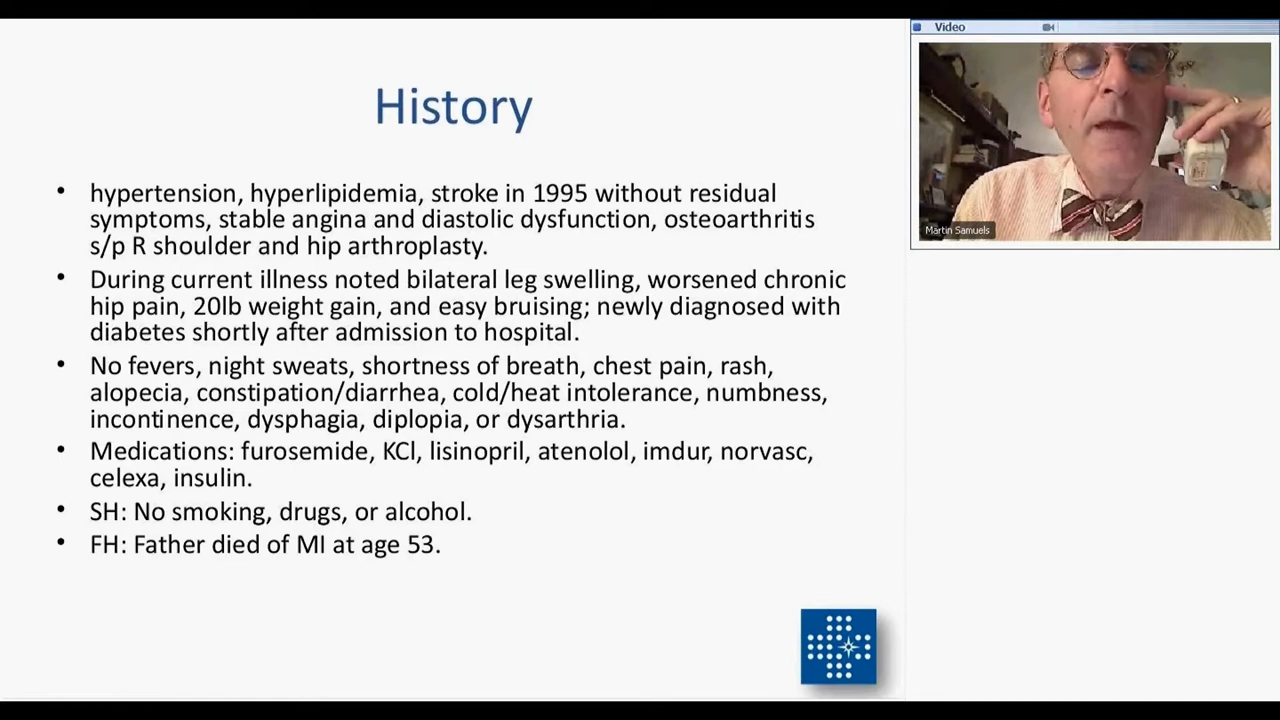 History
hypertension, hyperlipidemia, stroke in 1995 without residual
symptoms, stable angina and diastolic dysfunction, osteoarthritis
s/p R shoulder and hip arthroplasty.
During current illness noted bilateral leg swelling, worsened chronic
hip pain, 20lb weight gain, and easy bruising; newly diagnosed with
diabetes shortly after admission to hospital.
No fevers, night sweats, shortness of breath, chest pain, rash,
alopecia, constipation/diarrhea, cold/heat intolerance, numbness,
incontinence, dysphagia, diplopia, or dysarthria.
Medications: furosemide, KCl, lisinopril, atenolol, imdur, norvasc,
celexa, insulin.
SH: No smoking, drugs, or alcohol.
FH: Father died of MI at age 53.
Video
Martin Samuels